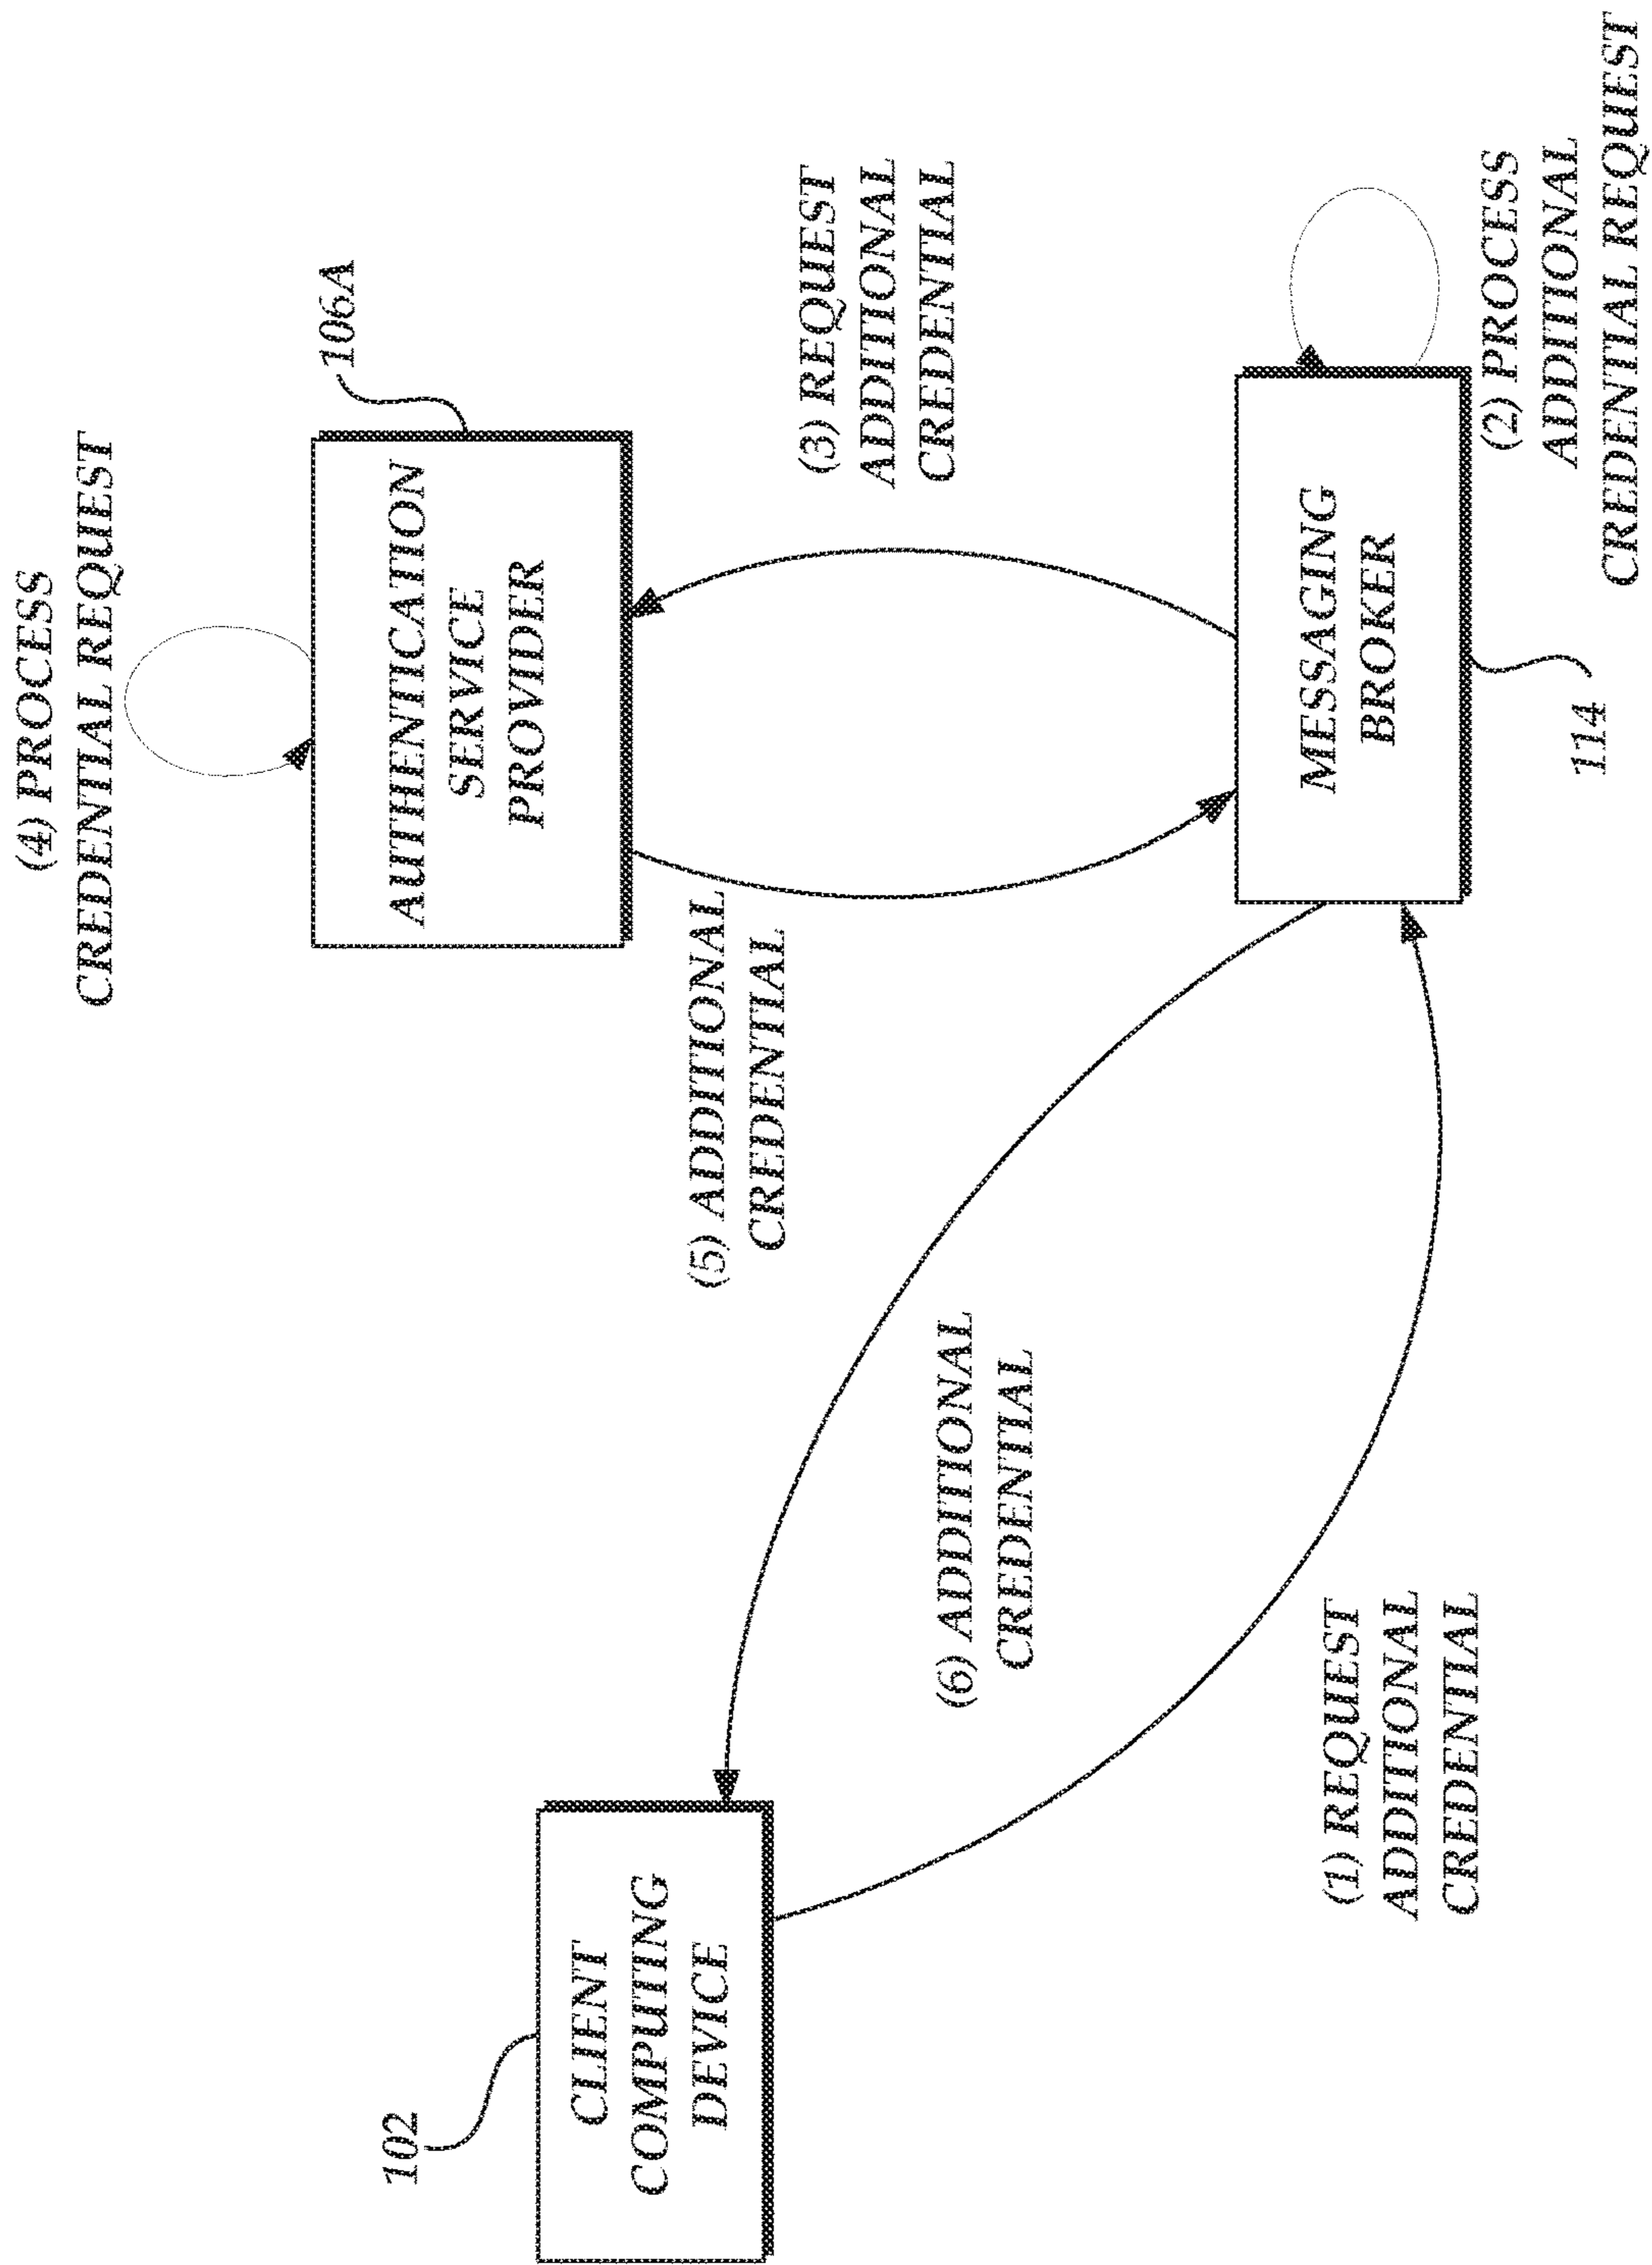 (4) PROCESS
CREDENTIAL REQUEST
106A
AUTHENTICATION
SERVICE
PROVIDER
102
CLIENT
COMPUTING
DEVICE
(5) ADDITIONAL
CREDENTIAL
(3) REQUEST
ADDITIONAL
CREDENTIAL
(6) ADDITIONAL
CREDENTIAL
MESSAGING
BROKER
(1) REQUEST
ADDITIONAL
CREDENTIAL
114
(2) PROCESS
ADDITIONAL
CREDENTIAL REQUEST